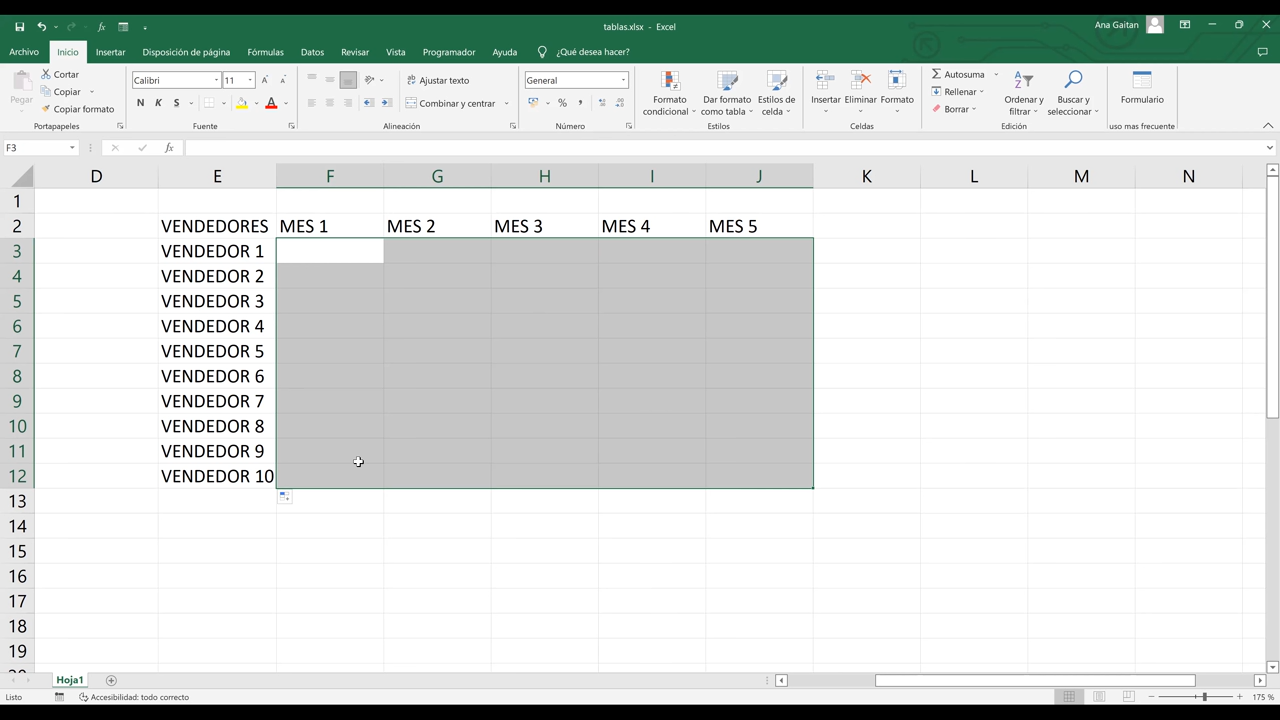 tablas.xlsx - Excel
Ana Gaitan
Archivo Inicio Insertar Disposición de página Fórmulas Datos Revisar Vista Programador Ayuda ¿Qué desea hacer?
Pegar
Cortar
Copiar
Copiar formato
Portapapeles
Calibri 11
N K S
Fuente
Ajustar texto
Combinar y centrar
Alineación
General
Número
Formato condicional
Dar formato como tabla
Estilos de celda
Estilos
Insertar Eliminar Formato
Celdas
Autosuma
Rellenar
Borrar
Ordenar y filtrar
Buscar y seleccionar
Edición
Formulario
uso mas frecuente
F3 fx
D E F G H I J K L M N
1
2 VENDEDORES MES 1 MES 2 MES 3 MES 4 MES 5
3 VENDEDOR 1
4 VENDEDOR 2
5 VENDEDOR 3
6 VENDEDOR 4
7 VENDEDOR 5
8 VENDEDOR 6
9 VENDEDOR 7
10 VENDEDOR 8
11 VENDEDOR 9
12 VENDEDOR 10
13
14
15
16
17
18
19
Hoja1
Listo Accesibilidad: todo correcto 175 %